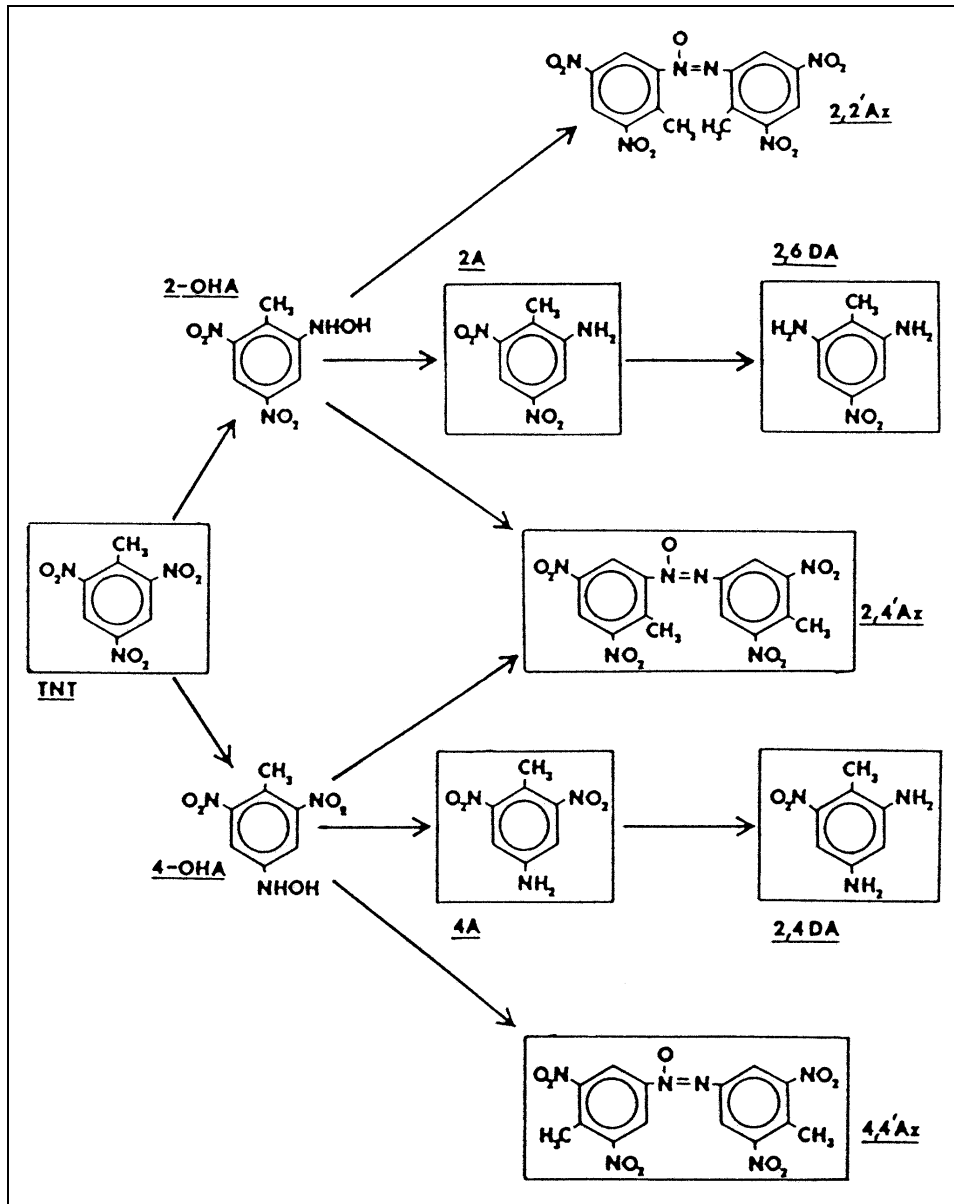 O
O₂N N=N NO₂
CH₃ H₃C
NO₂ NO₂
2,2'Az
2-OHA
CH₃
O₂N NHOH
NO₂
2A
CH₃
O₂N NH₂
NO₂
2,6 DA
CH₃
H₂N NH₂
NO₂
CH₃
O₂N NO₂
NO₂
TNT
O
O₂N N=N NO₂
CH₃ CH₃
NO₂ NO₂
2,4'Az
CH₃
O₂N NO₂
NHOH
4-OHA
CH₃
O₂N NO₂
NH₂
4A
CH₃
O₂N NH₂
NH₂
2,4 DA
O
O₂N N=N NO₂
H₃C CH₃
NO₂ NO₂
4,4'Az